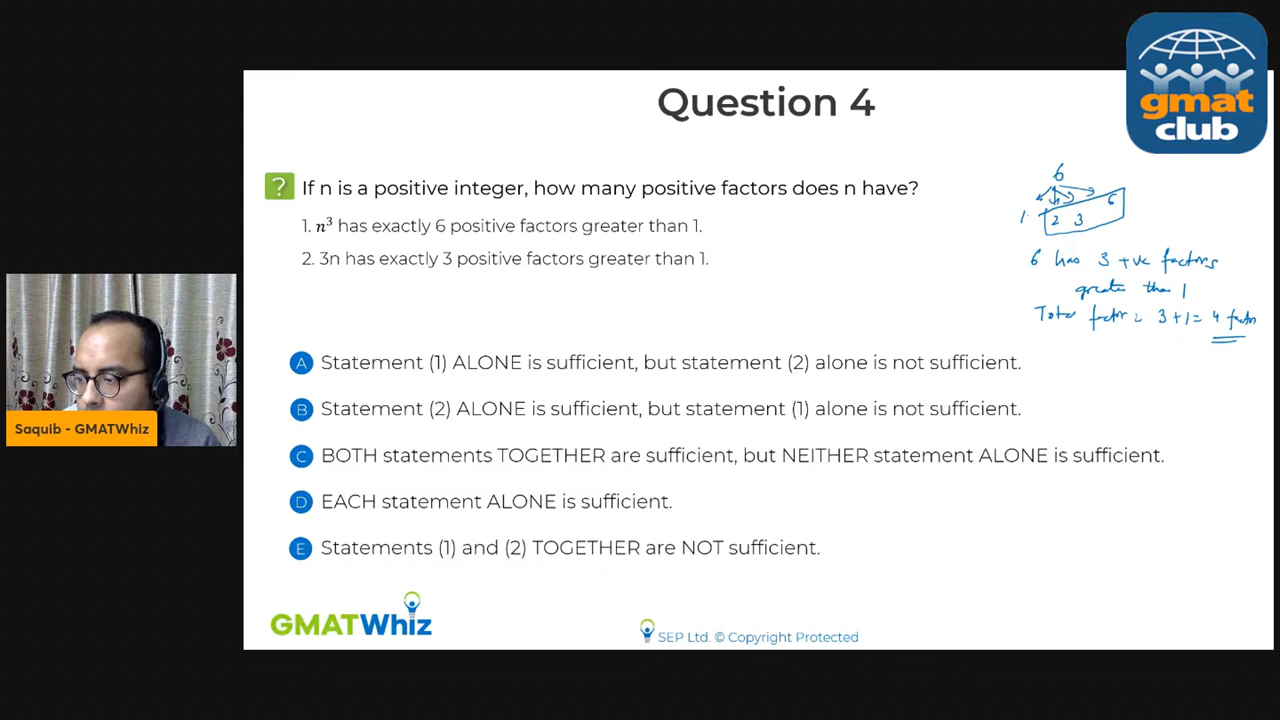 gmat
club
Question 4
? If n is a positive integer, how many positive factors does n have?
1. n³ has exactly 6 positive factors greater than 1.
2. 3n has exactly 3 positive factors greater than 1.
6
1
2 3 6
6 has 3 +ve factors
greater than 1
Total factor = 3 + 1 = 4 factor
A Statement (1) ALONE is sufficient, but statement (2) alone is not sufficient.
B Statement (2) ALONE is sufficient, but statement (1) alone is not sufficient.
C BOTH statements TOGETHER are sufficient, but NEITHER statement ALONE is sufficient.
D EACH statement ALONE is sufficient.
E Statements (1) and (2) TOGETHER are NOT sufficient.
Saquib - GMATWhiz
GMATWhiz
SEP Ltd. © Copyright Protected